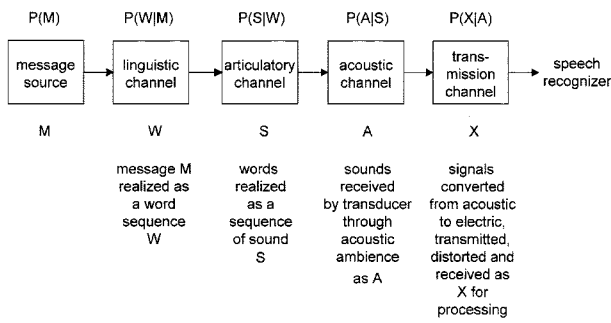 P(M) P(W|M) P(S|W) P(A|S) P(X|A)
message source
linguistic channel
articulatory channel
acoustic channel
trans-
mission
channel
speech
recognizer
M W S A X
message M
realized as
a word
sequence
W
words
realized
as a
sequence
of sound
S
sounds
received
by transducer
through
acoustic
ambience
as A
signals
converted
from acoustic
to electric,
transmitted,
distorted and
received as
X for
processing